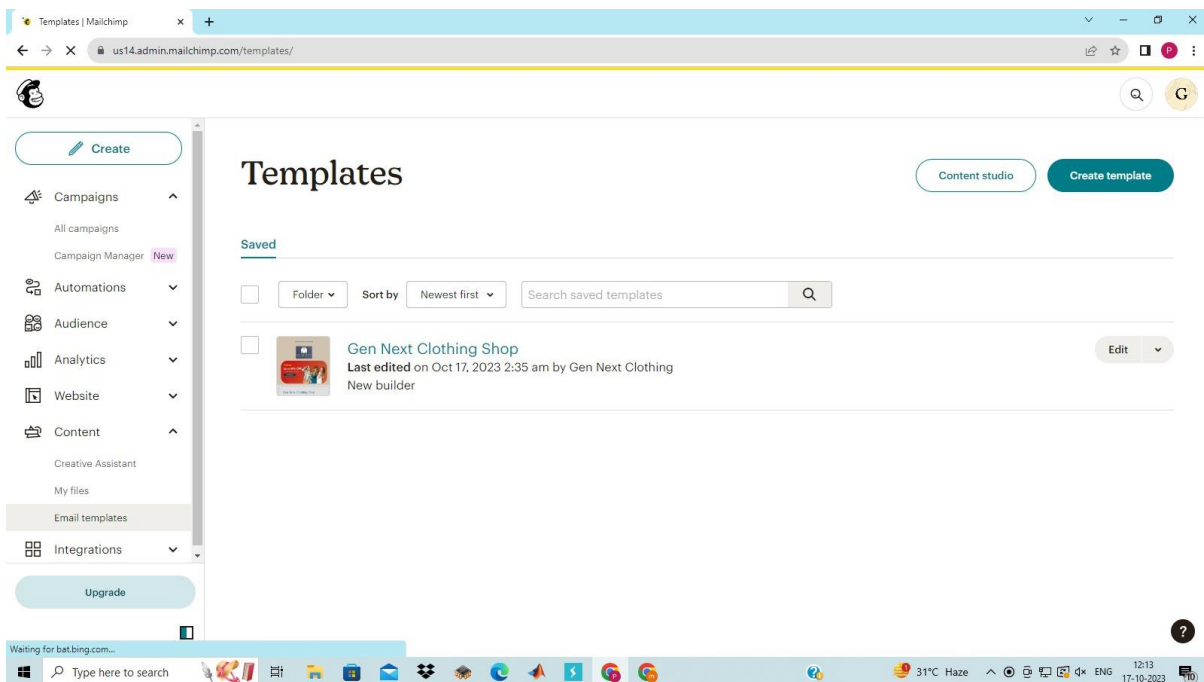 Templates | Mailchimp
us14.admin.mailchimp.com/templates/
P
G
Create
Campaigns
All campaigns
Campaign Manager New
Automations
Audience
Analytics
Website
Content
Creative Assistant
My files
Email templates
Integrations
Upgrade
Templates
Content studio
Create template
Saved
Folder
Sort by
Newest first
Search saved templates
Gen Next Clothing Shop
Last edited on Oct 17, 2023 2:35 am by Gen Next Clothing
New builder
Edit
?
Waiting for bat.bing.com...
Type here to search
31°C Haze
ENG
12:13
17-10-2023